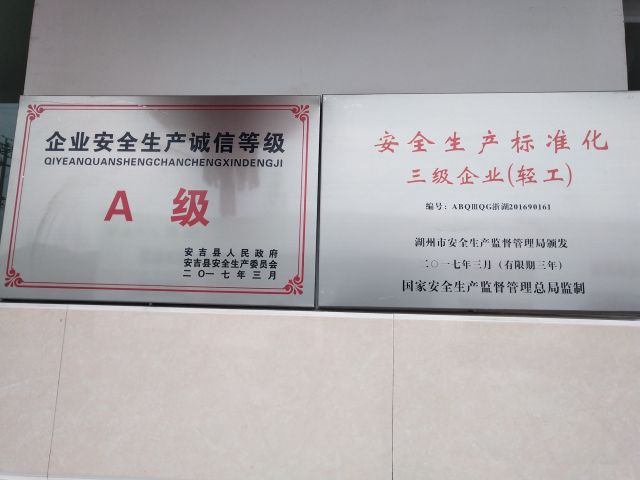 企业安全生产诚信等级
QIYEANQUANSHENGCHANCHENGXINDENGJI
A 级
安吉县人民政府
安吉县安全生产委员会
二〇一七年三月
安全生产标准化
三级企业(轻工)
编号：ABQⅢQG浙湖201690161
湖州市安全生产监督管理局颁发
二〇一七年三月（有限期三年）
国家安全生产监督管理总局监制